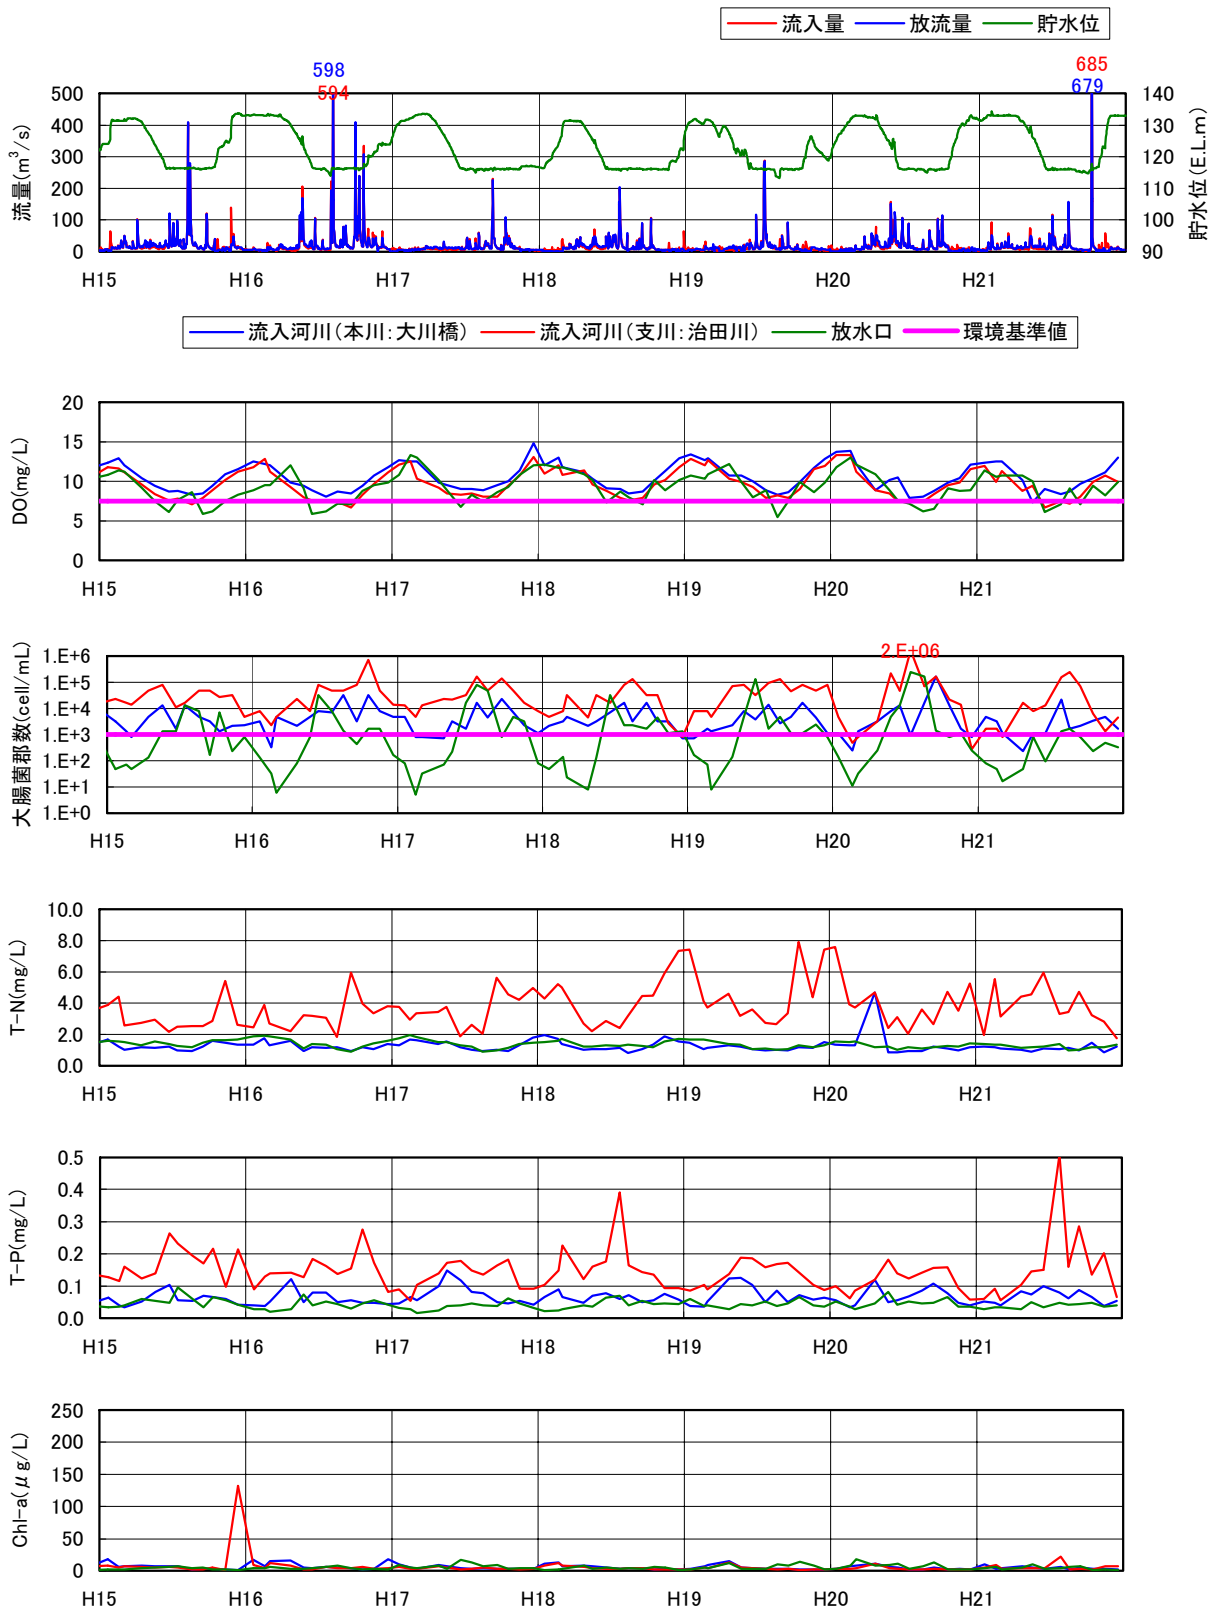 流入量 放流量 貯水位
598 685
594 679
流量(m³/s)
500
400
300
200
100
0
140
130
120
110
100
90
貯水位(E.L.m)
H15 H16 H17 H18 H19 H20 H21
流入河川(本川:大川橋) 流入河川(支川:治田川) 放水口 環境基準値
DO(mg/L)
20
15
10
5
0
H15 H16 H17 H18 H19 H20 H21
大腸菌郡数(cell/mL)
2.E+06
1.E+6
1.E+5
1.E+4
1.E+3
1.E+2
1.E+1
1.E+0
H15 H16 H17 H18 H19 H20 H21
T-N(mg/L)
10.0
8.0
6.0
4.0
2.0
0.0
H15 H16 H17 H18 H19 H20 H21
T-P(mg/L)
0.5
0.4
0.3
0.2
0.1
0.0
H15 H16 H17 H18 H19 H20 H21
Chl-a(μg/L)
250
200
150
100
50
0
H15 H16 H17 H18 H19 H20 H21